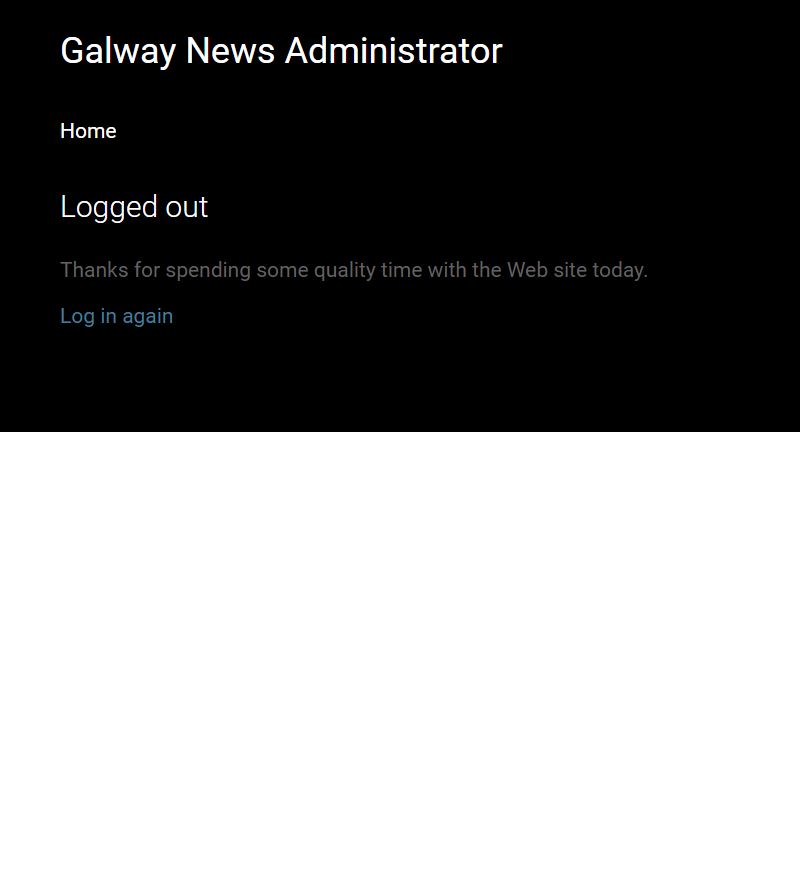 Galway News Administrator
Home
Logged out
Thanks for spending some quality time with the Web site today.
Log in again